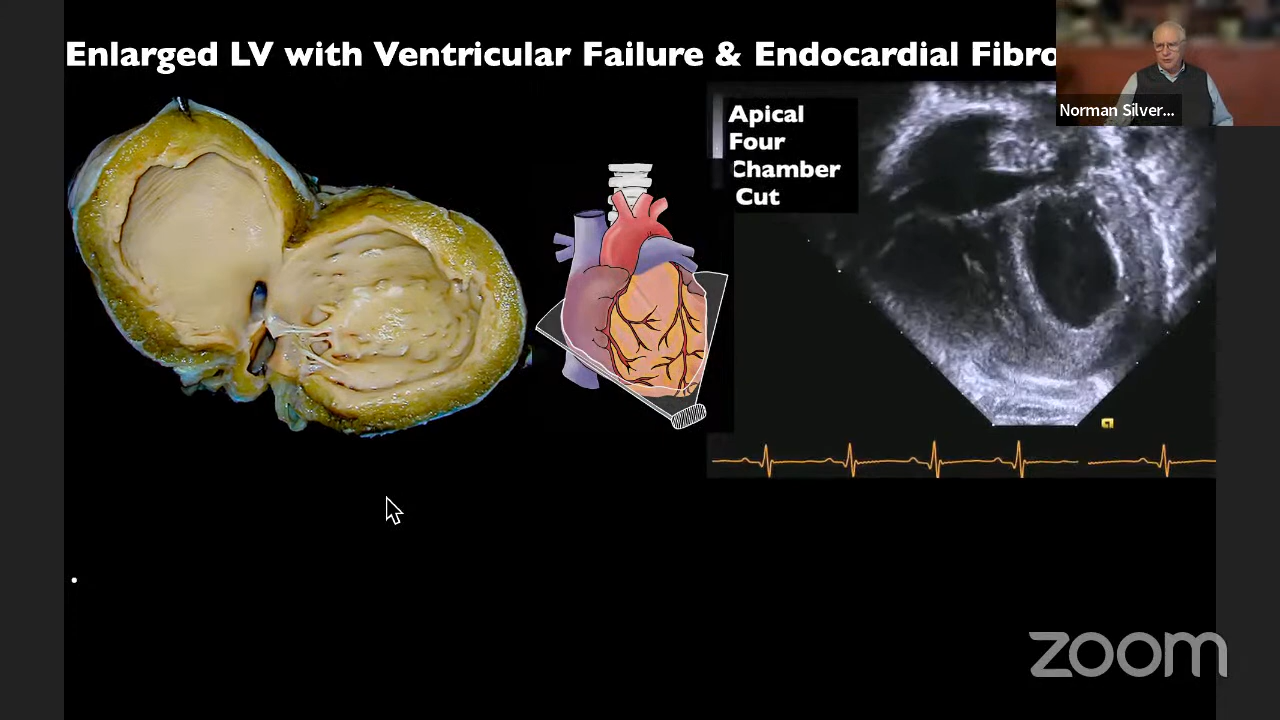 Enlarged LV with Ventricular Failure & Endocardial Fibro
Norman Silver...
Apical
Four
Chamber
Cut
zoom